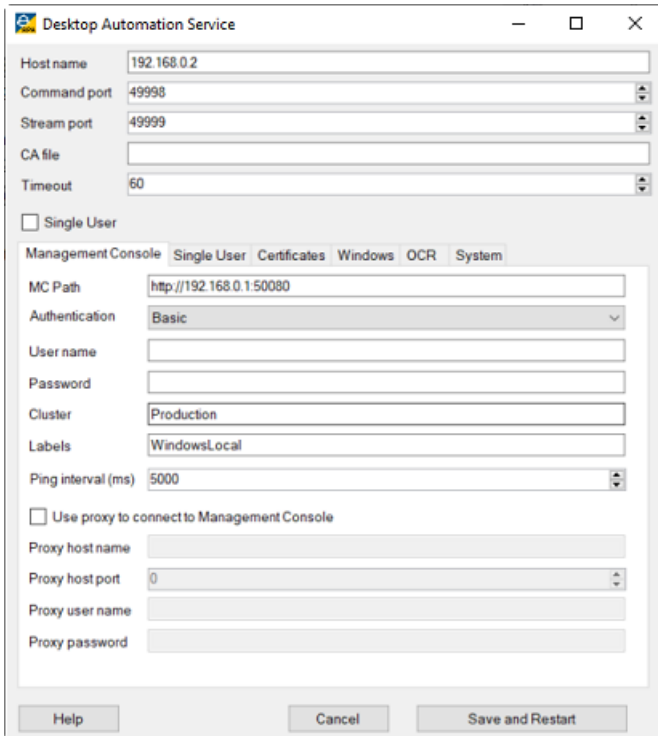 Desktop Automation Service
Host name 192.168.0.2
Command port 49998
Stream port 49999
CA file
Timeout 60
Single User
Management Console Single User Certificates Windows OCR System
MC Path http://192.168.0.1:50080
Authentication Basic
User name
Password
Cluster Production
Labels WindowsLocal
Ping interval (ms) 5000
Use proxy to connect to Management Console
Proxy host name
Proxy host port 0
Proxy user name
Proxy password
Help Cancel Save and Restart